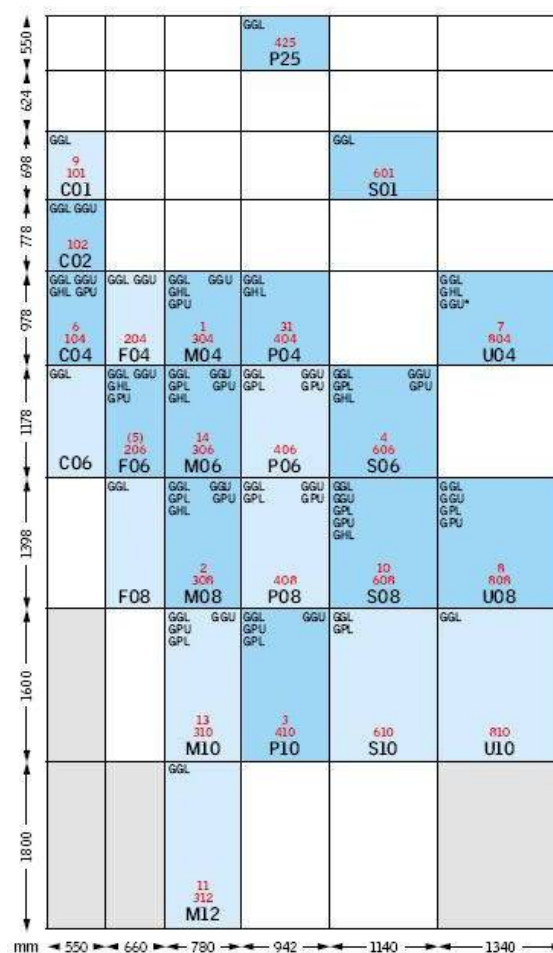 550
GGL
425
P25
624
698
GGL
9
101
C01
GGL
601
S01
778
GGL GGU
102
C02
978
GGL GGU
GHL GPU
6
104
C04
GGL GGU
204
F04
GGL GGU
GHL
GPU
1
304
M04
GGL
GHL
31
404
P04
GGL
GHL
GGU*
7
804
U04
1178
GGL
C06
GGL GGU
GHL
GPU
(5)
206
F06
GGL GGU
GPL GPU
GHL
14
306
M06
GGL GGU
GPL GPU
406
P06
GGL GGU
GPL GPU
GHL
4
606
S06
1398
GGL
F08
GGL GGU
GPL GPU
GHL
2
308
M08
GGL GGU
GPL GPU
408
P08
GGL
GGU
GPL
GPU
GHL
10
608
S08
GGL
GGU
GPL
GPU
8
808
U08
1600
GGL GGU
GPU
GPL
13
310
M10
GGL GGU
GPU
GPL
3
410
P10
GGL
GPL
610
S10
GGL
810
U10
1800
GGL
11
312
M12
mm 550 660 780 942 1140 1340